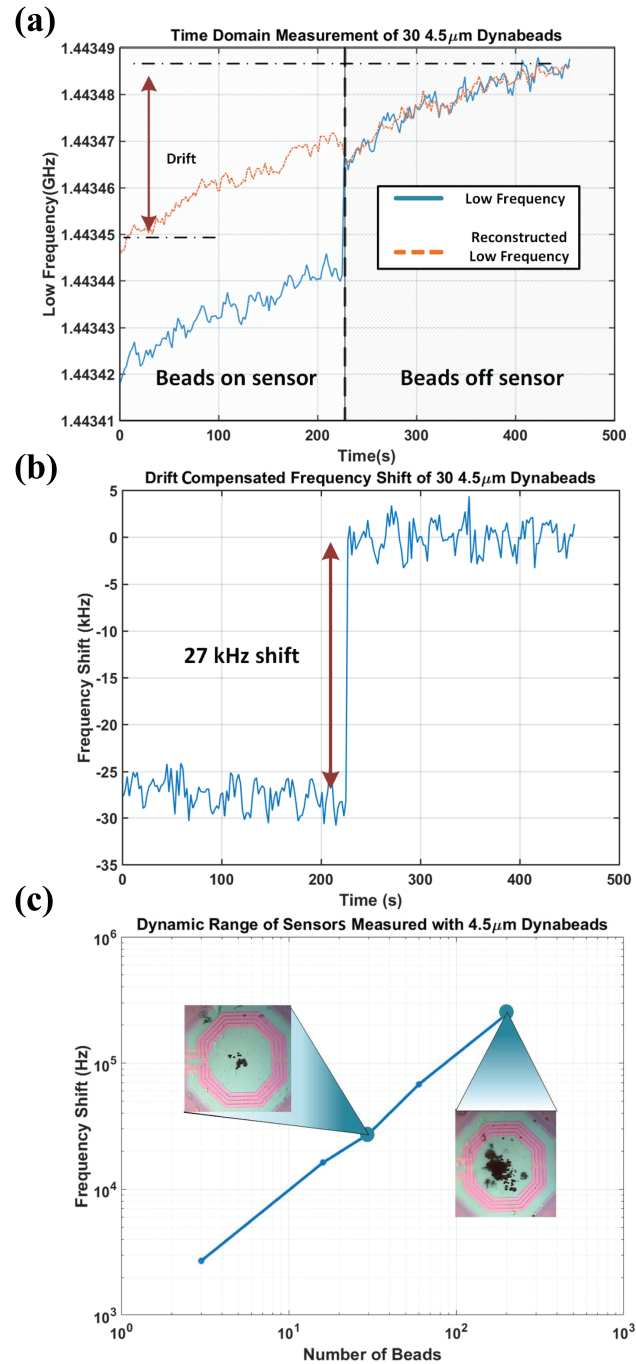 (a)
Time Domain Measurement of 30 4.5μm Dynabeads
Low Frequency(GHz)
1.44349
1.44348
1.44347
1.44346
1.44345
1.44344
1.44343
1.44342
1.44341
Drift
Low Frequency
Reconstructed
Low Frequency
Beads on sensor
Beads off sensor
0
100
200
300
400
500
Time(s)
(b)
Drift Compensated Frequency Shift of 30 4.5μm Dynabeads
Frequency Shift (kHz)
5
0
-5
-10
-15
-20
-25
-30
-35
27 kHz shift
0
100
200
300
400
500
Time (s)
(c)
Dynamic Range of Sensors Measured with 4.5μm Dynabeads
Frequency Shift (Hz)
10⁶
10⁵
10⁴
10³
10⁰
10¹
10²
10³
Number of Beads